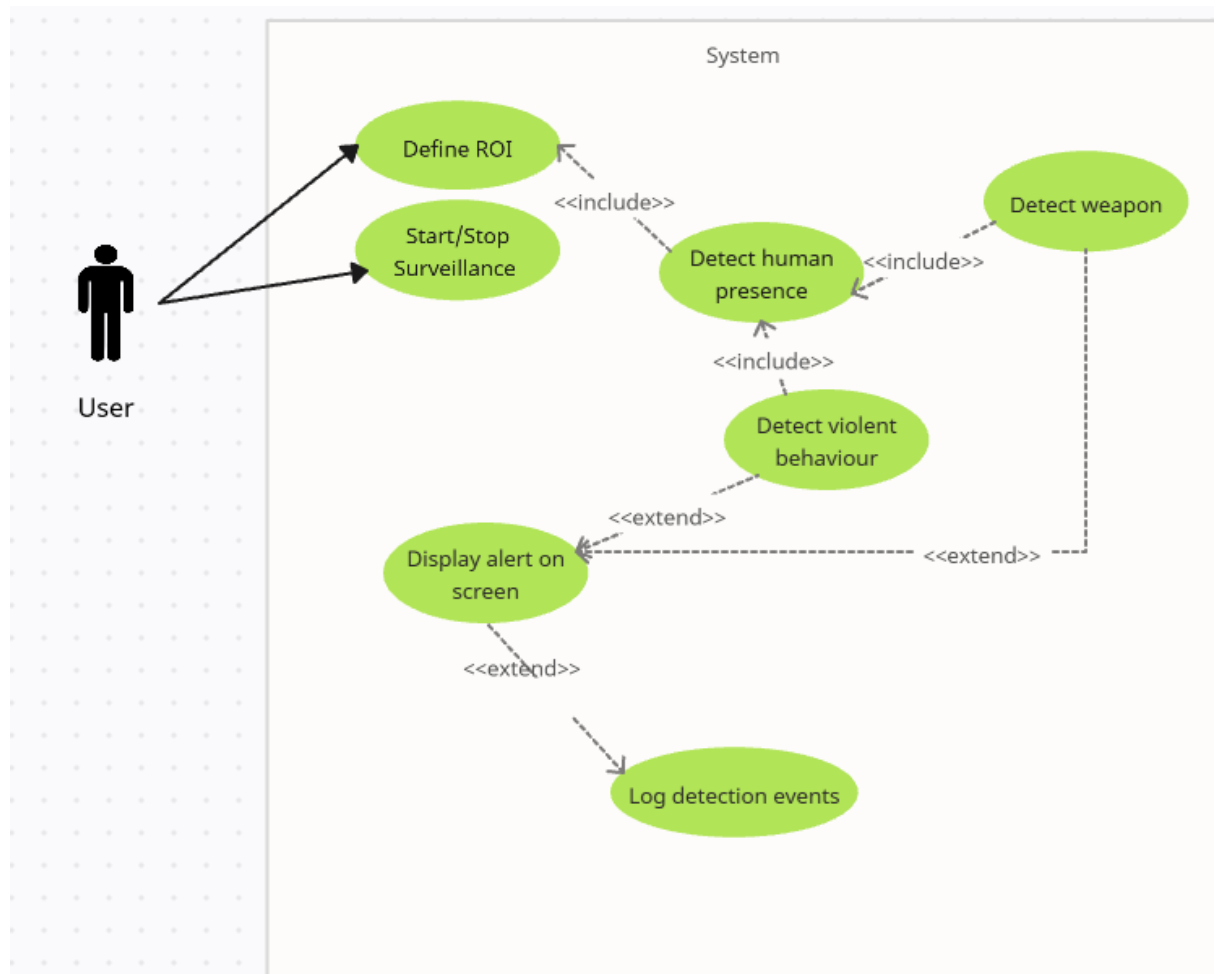 System
Define ROI
<<include>>
Detect weapon
Start/Stop
Surveillance
Detect human
presence
<<include>>
<<include>>
User
Detect violent
behaviour
<<extend>>
Display alert on
screen
<<extend>>
<<extend>>
Log detection events